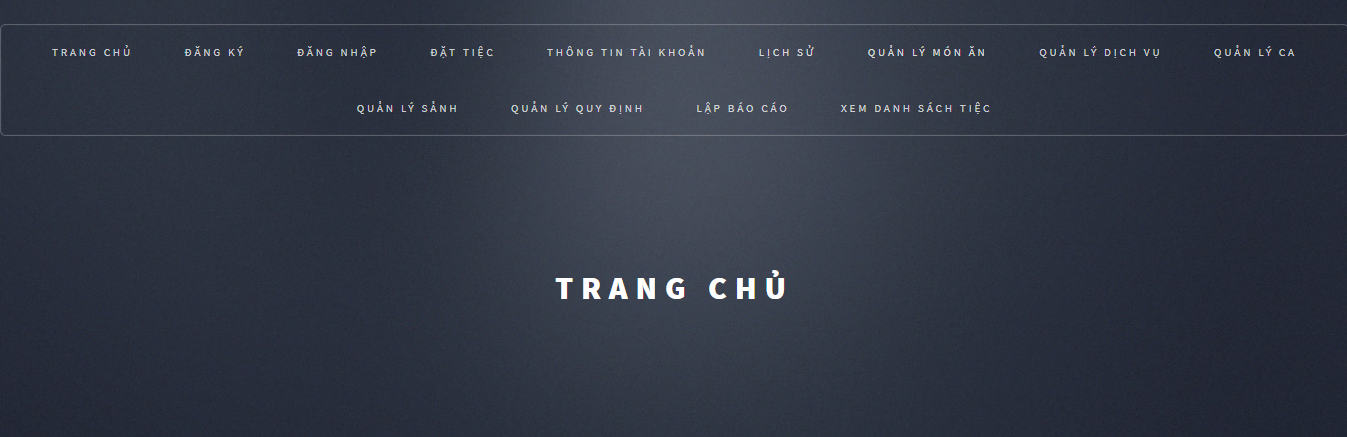 TRANG CHỦ ĐĂNG KÝ ĐĂNG NHẬP ĐẶT TIỆC THÔNG TIN TÀI KHOẢN LỊCH SỬ QUẢN LÝ MÓN ĂN QUẢN LÝ DỊCH VỤ QUẢN LÝ CA
QUẢN LÝ SẢNH QUẢN LÝ QUY ĐỊNH LẬP BÁO CÁO XEM DANH SÁCH TIỆC
TRANG CHỦ